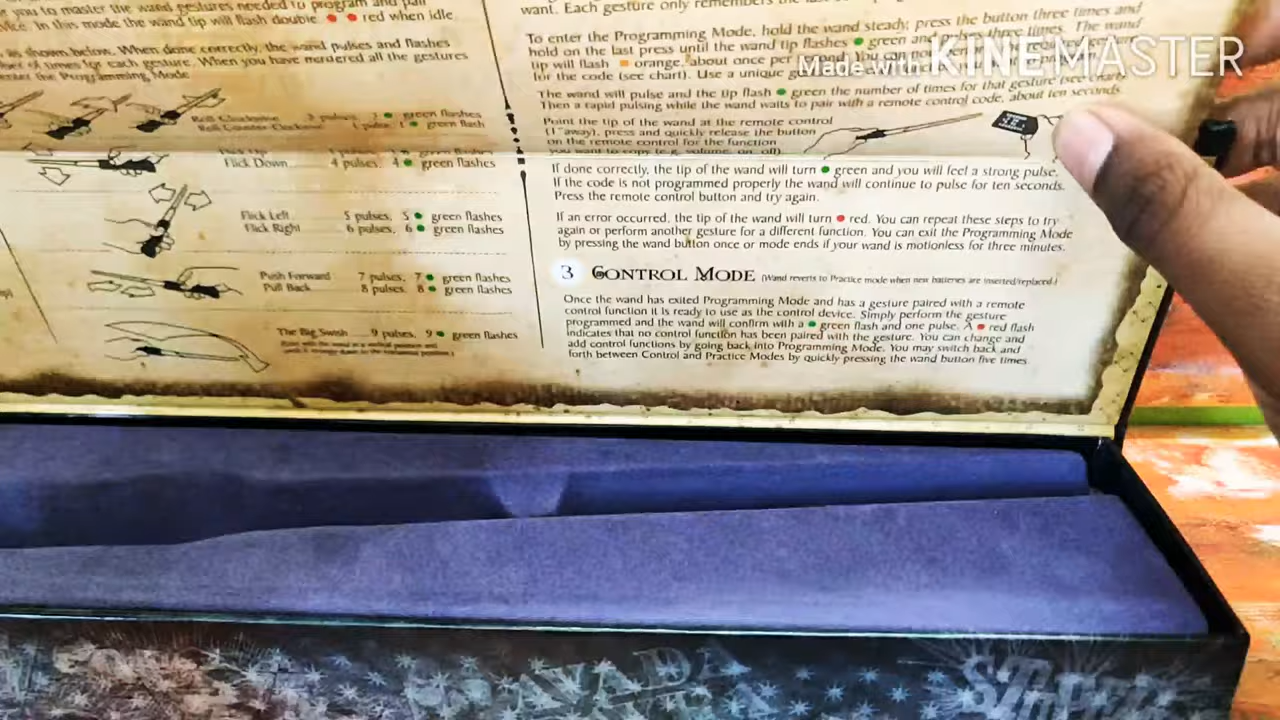 you to master the wand gestures needed to program and pair
In this mode the wand tip will flash double red when idle
as shown below. When done correctly, the wand pulses and flashes
of times for each gesture. When you have mastered all the gestures
enter the Programming Mode
Roll Clockwise
Roll Counter-Clockwise 1 pulse, 1 green flash
Flick Down 4 pulses, 4 green flashes
Flick Left 5 pulses, 5 green flashes
Flick Right 6 pulses, 6 green flashes
Push Forward 7 pulses, 7 green flashes
Pull Back 8 pulses, 8 green flashes
The Big Swish 9 pulses, 9 green flashes
want. Each gesture only remembers the
To enter the Programming Mode, hold the wand steady, press the button three times and
hold on the last press until the wand tip flashes green and pulses three times. The wand
tip will flash orange, about once per
for the code (see chart). Use a unique
The wand will pulse and the tip flash green the number of times for that gesture (see chart).
Then a rapid pulsing while the wand waits to pair with a remote control code, about ten seconds.
Point the tip of the wand at the remote control
(1" away), press and quickly release the button
on the remote control for the function
you want to copy (e.g. volume, on, off)
If done correctly, the tip of the wand will turn green and you will feel a strong pulse.
If the code is not programmed properly the wand will continue to pulse for ten seconds.
Press the remote control button and try again.
If an error occurred, the tip of the wand will turn red. You can repeat these steps to try
again or perform another gesture for a different function. You can exit the Programming Mode
by pressing the wand button once or mode ends if your wand is motionless for three minutes.
3 CONTROL MODE (Wand reverts to Practice mode when new batteries are inserted/replaced.)
Once the wand has exited Programming Mode and has a gesture paired with a remote
control function it is ready to use as the control device. Simply perform the gesture
programmed and the wand will confirm with a green flash and one pulse. A red flash
indicates that no control function has been paired with the gesture. You can change and
add control functions by going back into Programming Mode. You may switch back and
forth between Control and Practice Modes by quickly pressing the wand button five times.
Made with KINEMASTER
AVADA